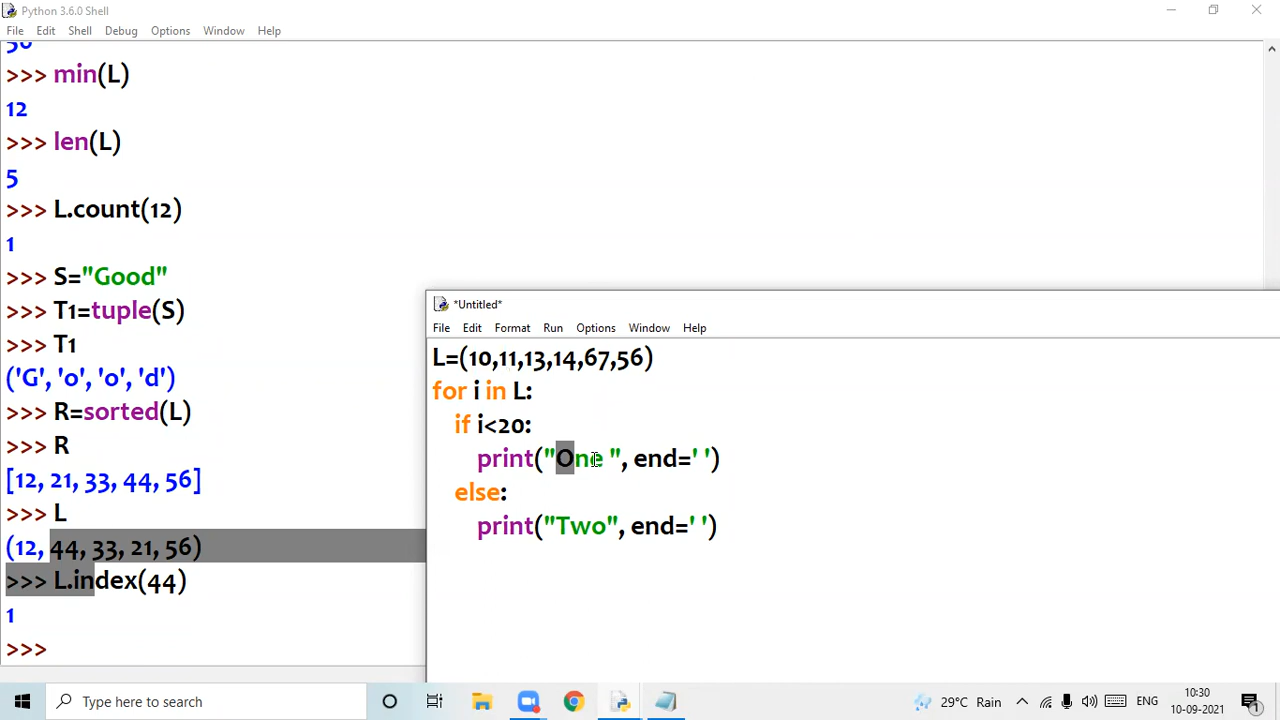 Python 3.6.0 Shell
File Edit Shell Debug Options Window Help
>>> min(L)
12
>>> len(L)
5
>>> L.count(12)
1
>>> S="Good"
>>> T1=tuple(S)
>>> T1
('G', 'o', 'o', 'd')
>>> R=sorted(L)
>>> R
[12, 21, 33, 44, 56]
>>> L
(12, 44, 33, 21, 56)
>>> L.index(44)
1
>>>
*Untitled*
File Edit Format Run Options Window Help
L=(10,11,13,14,67,56)
for i in L:
if i<20:
print("One ", end=' ')
else:
print("Two", end=' ')
Type here to search
29°C Rain
ENG
10:30
10-09-2021
1